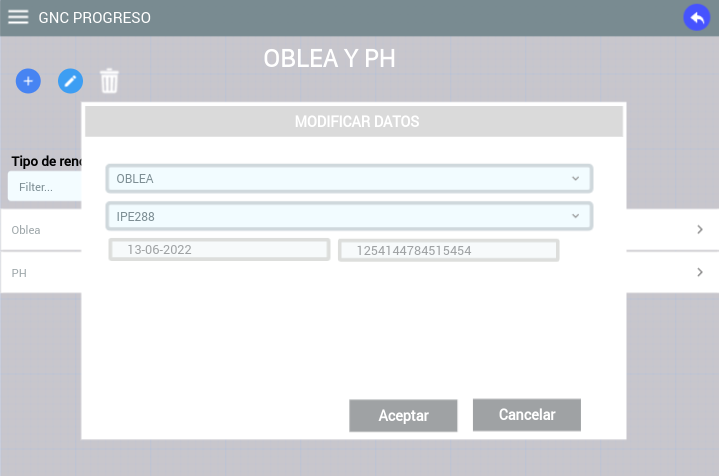 GNC PROGRESO
OBLEA Y PH
MODIFICAR DATOS
Tipo de reno
Filter...
OBLEA
IPE288
Oblea
13-06-2022 1254144784515454
PH
Aceptar Cancelar